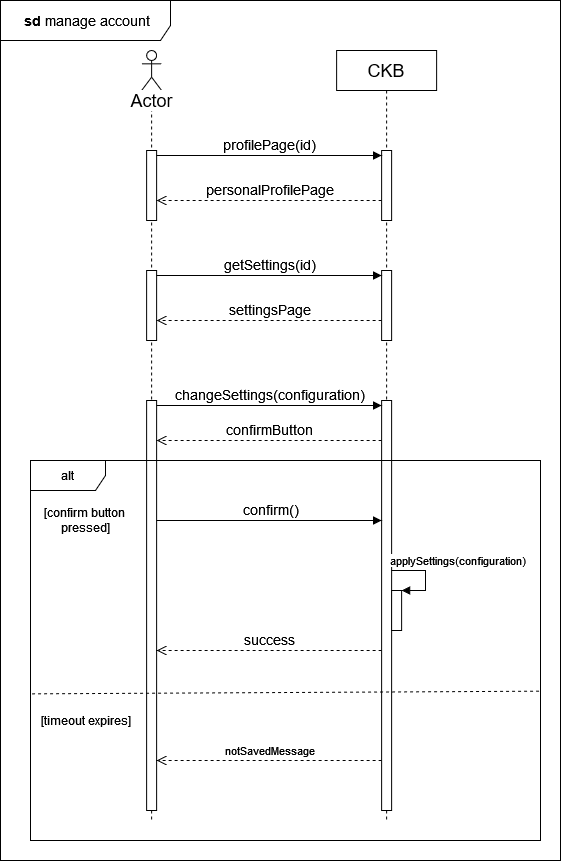 sd manage account
Actor
CKB
profilePage(id)
personalProfilePage
getSettings(id)
settingsPage
changeSettings(configuration)
confirmButton
alt
[confirm button
pressed]
confirm()
applySettings(configuration)
success
[timeout expires]
notSavedMessage